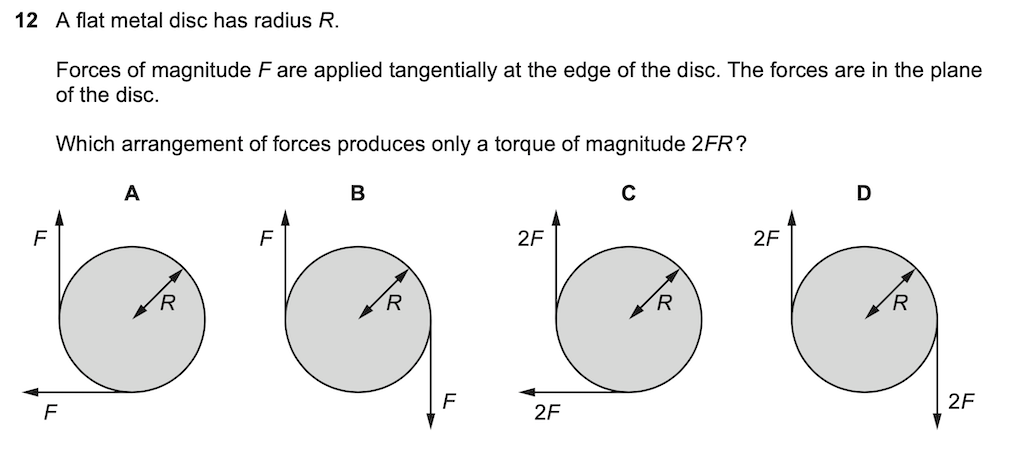 12 A flat metal disc has radius R.
Forces of magnitude F are applied tangentially at the edge of the disc. The forces are in the plane
of the disc.
Which arrangement of forces produces only a torque of magnitude 2FR?
A B C D
F F 2F 2F
R R R R
F F 2F 2F